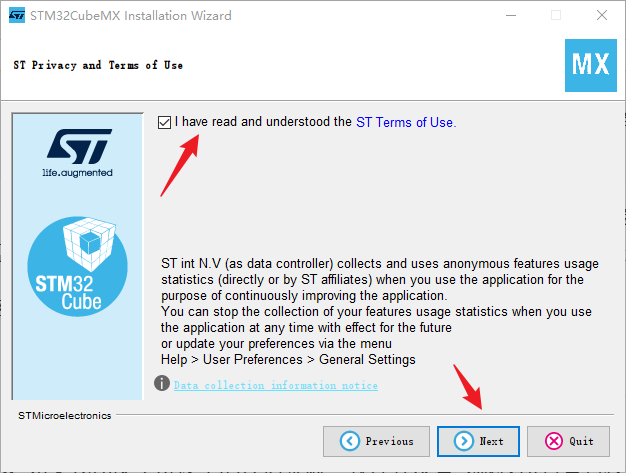 STM32CubeMX Installation Wizard
ST Privacy and Terms of Use
MX
I have read and understood the ST Terms of Use.
ST
life.augmented
STM32
Cube
ST int N.V (as data controller) collects and uses anonymous features usage
statistics (directly or by ST affiliates) when you use the application for the
purpose of continuously improving the application.
You can stop the collection of your features usage statistics when you use
the application at any time with effect for the future
or update your preferences via the menu
Help > User Preferences > General Settings
Data collection information notice
STMicroelectronics
Previous
Next
Quit